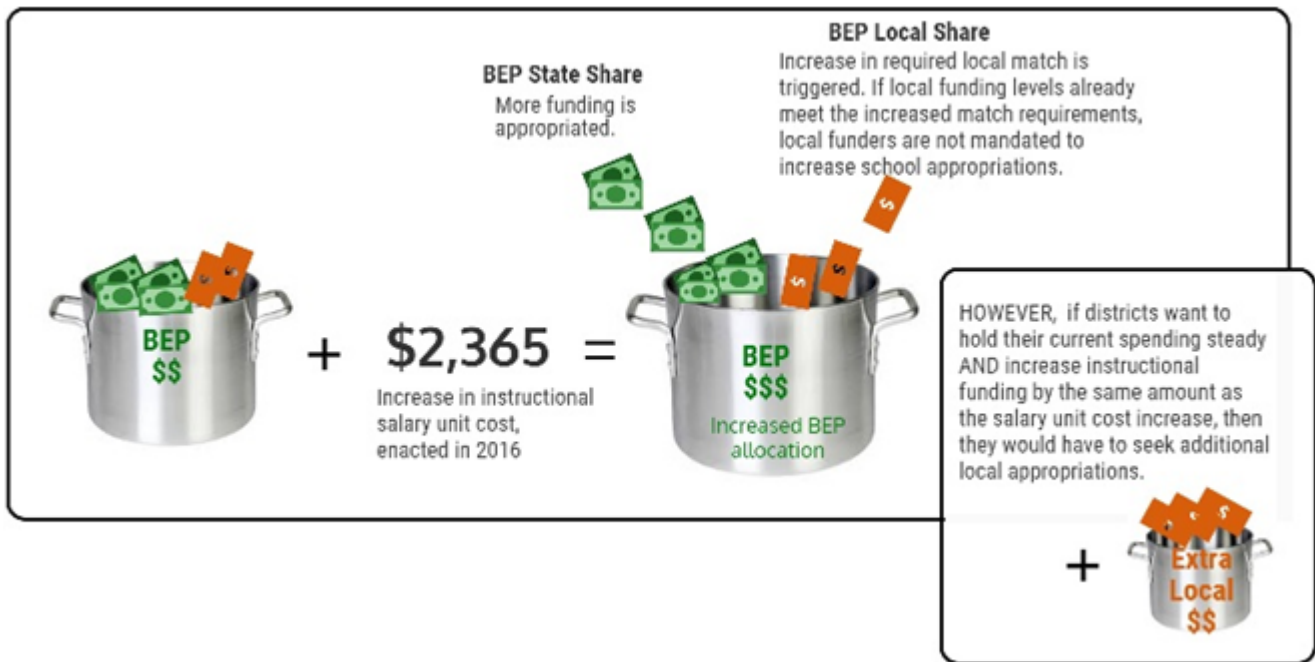 BEP State Share
More funding is
appropriated.
BEP Local Share
Increase in required local match is
triggered. If local funding levels already
meet the increased match requirements,
local funders are not mandated to
increase school appropriations.
$
$
$
$
$
BEP
$$
+
$2,365
Increase in instructional
salary unit cost,
enacted in 2016
=
BEP
$$$
Increased BEP
allocation
HOWEVER, if districts want to
hold their current spending steady
AND increase instructional
funding by the same amount as
the salary unit cost increase, then
they would have to seek additional
local appropriations.
+
$
$
$
Extra
Local
$$